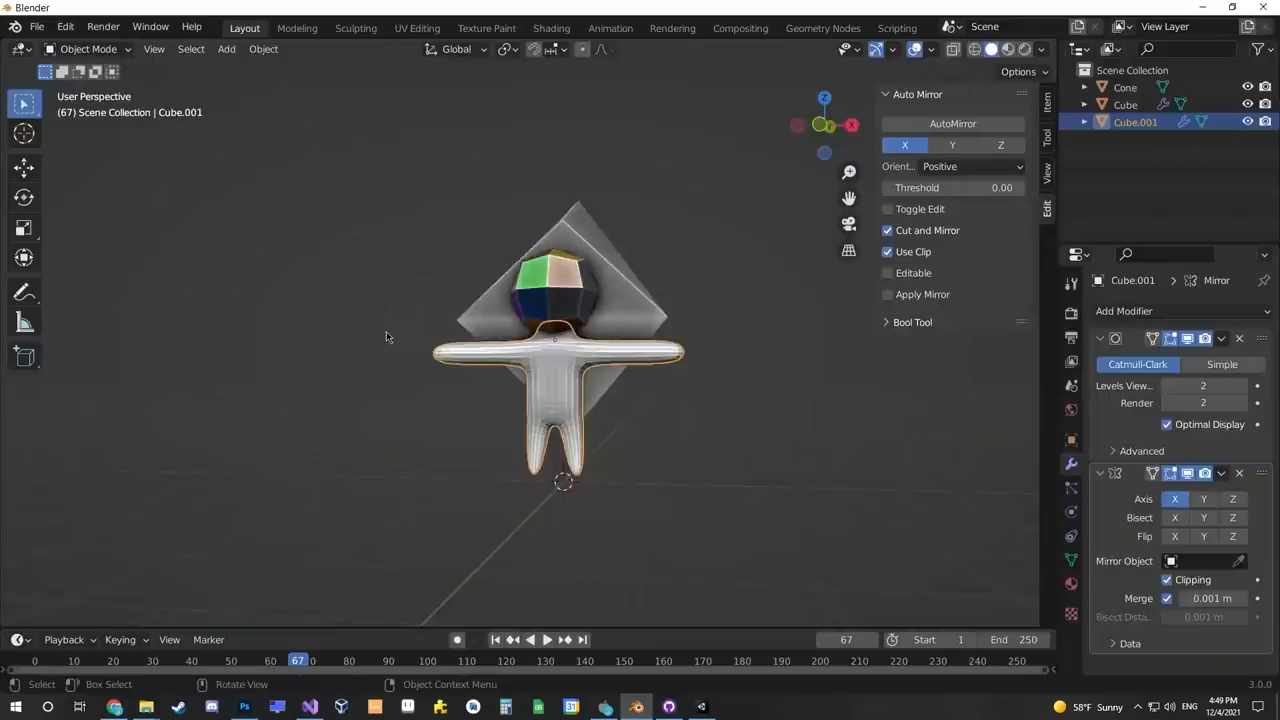 Blender
File Edit Render Window Help Layout Modeling Sculpting UV Editing Texture Paint Shading Animation Rendering Compositing Geometry Nodes Scripting Scene View Layer
Object Mode View Select Add Object Global
Options
User Perspective
(67) Scene Collection | Cube.001
Z
Y
X
Auto Mirror
AutoMirror
X Y Z
Orient... Positive
Threshold 0.00
Toggle Edit
Cut and Mirror
Use Clip
Editable
Apply Mirror
Bool Tool
Item
Tool
View
Edit
Scene Collection
Cone
Cube
Cube.001
Cube.001 Mirror
Add Modifier
Catmull-Clark Simple
Levels View... 2
Render 2
Optimal Display
Advanced
Axis X Y Z
Bisect X Y Z
Flip X Y Z
Mirror Object
Clipping
Merge 0.001 m
Bisect Dista... 0.001 m
Data
Playback Keying View Marker 67 Start 1 End 250
0 10 20 30 40 50 60 67 70 80 90 100 110 120 130 140 150 160 170 180 190 200 210 220 230 240 250
Select Box Select Rotate View Object Context Menu 3.0.0
58°F Sunny 4:49 PM
12/4/2021